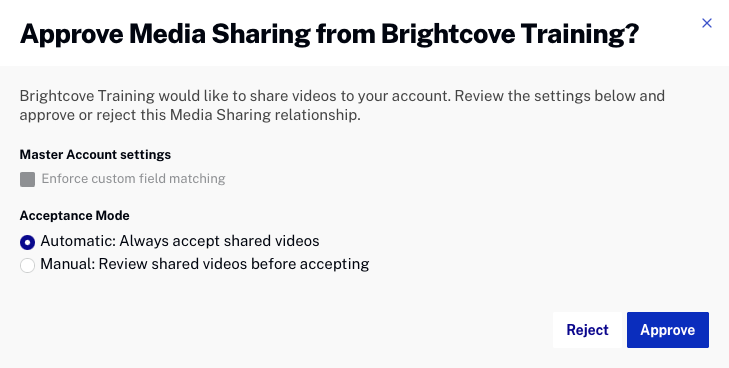 Approve Media Sharing from Brightcove Training?
Brightcove Training would like to share videos to your account. Review the settings below and
approve or reject this Media Sharing relationship.
Master Account settings
Enforce custom field matching
Acceptance Mode
Automatic: Always accept shared videos
Manual: Review shared videos before accepting
Reject
Approve